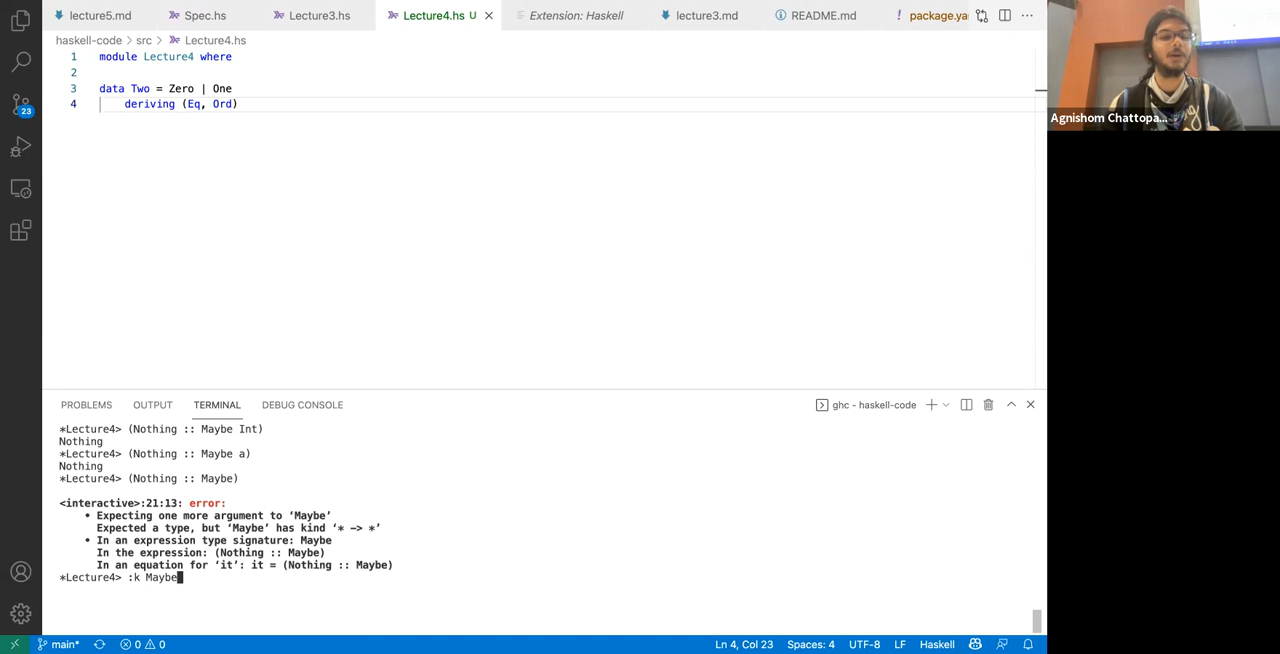 lecture5.md Spec.hs Lecture3.hs Lecture4.hs U Extension: Haskell lecture3.md README.md ! package.ya
haskell-code > src > Lecture4.hs
1 module Lecture4 where
2
3 data Two = Zero | One
4 deriving (Eq, Ord)
Agnishom Chattopa...
23
PROBLEMS OUTPUT TERMINAL DEBUG CONSOLE ghc - haskell-code
*Lecture4> (Nothing :: Maybe Int)
Nothing
*Lecture4> (Nothing :: Maybe a)
Nothing
*Lecture4> (Nothing :: Maybe)
<interactive>:21:13: error:
• Expecting one more argument to ‘Maybe’
Expected a type, but ‘Maybe’ has kind ‘* -> *’
• In an expression type signature: Maybe
In the expression: (Nothing :: Maybe)
In an equation for ‘it’: it = (Nothing :: Maybe)
*Lecture4> :k Maybe
main* 0 0 Ln 4, Col 23 Spaces: 4 UTF-8 LF Haskell